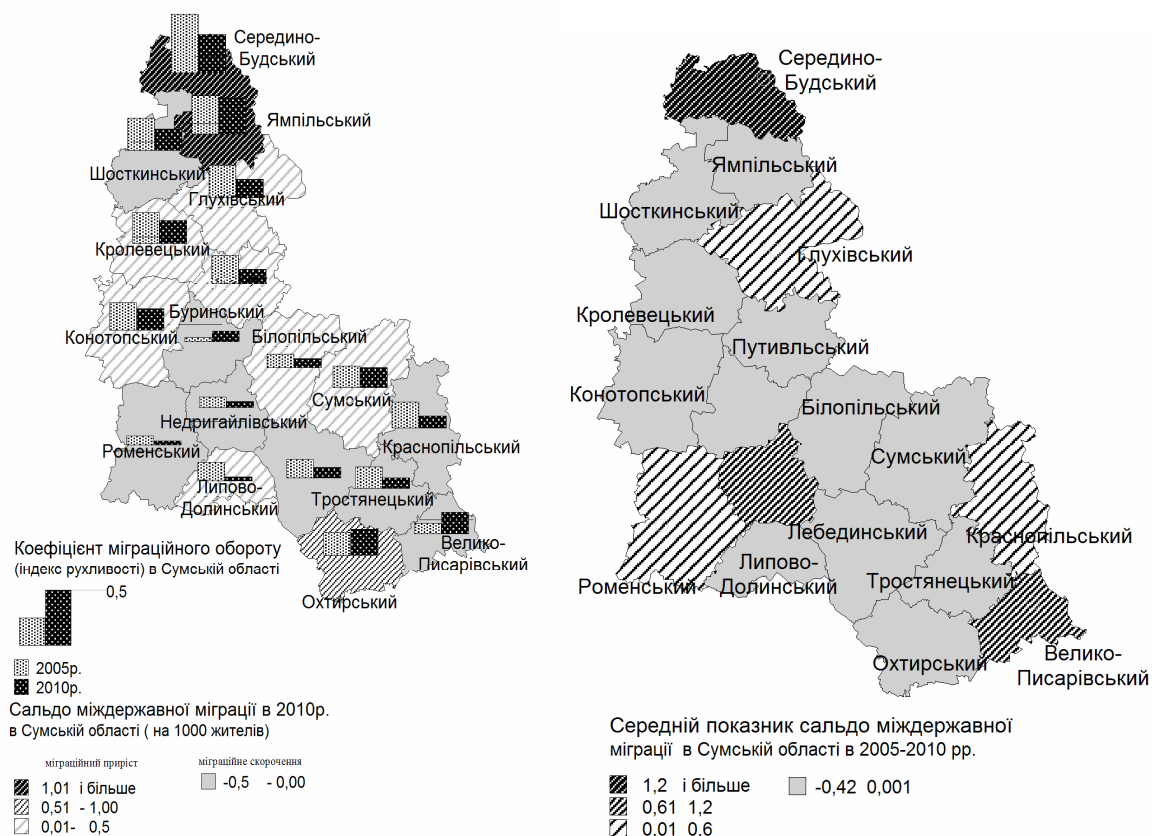 Середино-
Будський
Ямпільський
Шосткинський
Глухівський
Кролевецький
Буринський
Конотопський
Білопільський
Сумський
Недригайлівський
Краснопільський
Роменський
Липово-
Долинський
Тростянецький
Велико-
Писарівський
Охтирський
Коефіцієнт міграційного обороту
(індекс рухливості) в Сумській області
0,5
2005р.
2010р.
Сальдо міждержавної міграції в 2010р.
в Сумській області ( на 1000 жителів)
міграційний приріст
міграційне скорочення
1,01 і більше
0,51 - 1,00
0,01- 0,5
-0,5 - 0,00
Середино-
Будський
Ямпільський
Шосткинський
Глухівський
Кролевецький
Путивльський
Конотопський
Білопільський
Сумський
Лебединський
Краснопільський
Роменський
Липово-
Долинський
Тростянецький
Охтирський
Велико-
Писарівський
Середній показник сальдо міждержавної
міграції в Сумській області в 2005-2010 рр.
1,2 і більше
0,61 1,2
0,01 0,6
-0,42 0,001